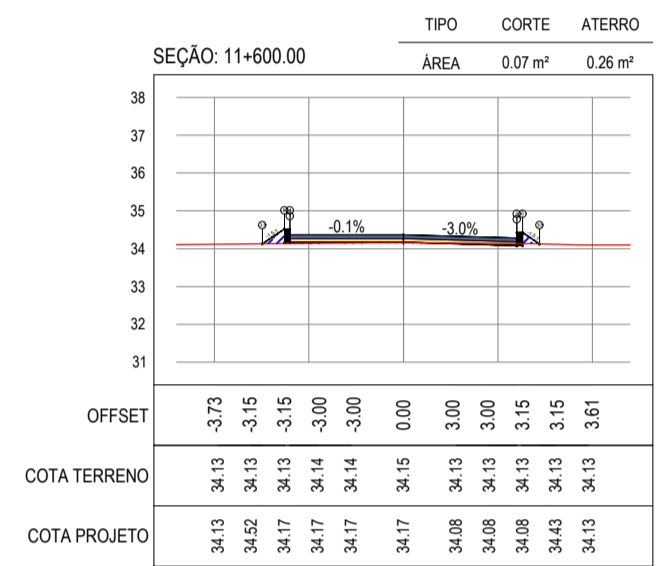 TIPO CORTE ATERRO
SEÇÃO: 11+600.00
ÁREA 0.07 m² 0.26 m²
38
37
36
35
34
33
32
31
-0.1% -3.0%
OFFSET -3.73 -3.15 -3.15 -3.00 -3.00 0.00 3.00 3.00 3.15 3.15 3.61
COTA TERRENO 34.13 34.13 34.13 34.14 34.14 34.15 34.13 34.13 34.13 34.13 34.13
COTA PROJETO 34.13 34.52 34.17 34.17 34.17 34.17 34.08 34.08 34.08 34.43 34.13